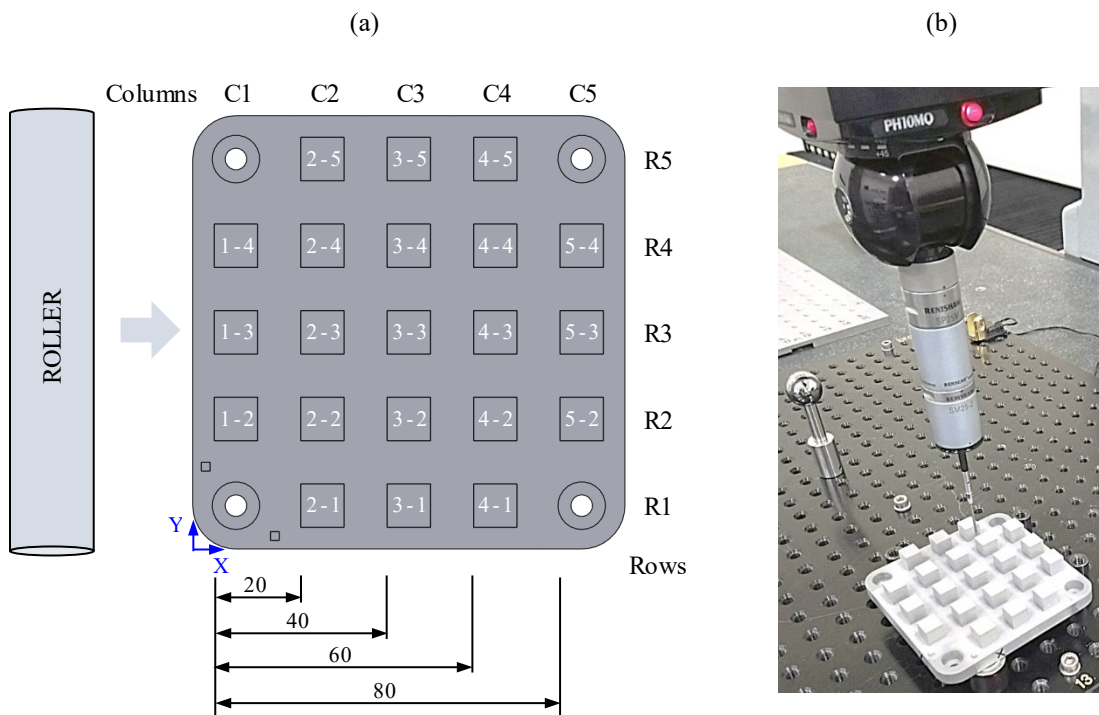 (a)
(b)
Columns C1 C2 C3 C4 C5
2-5 3-5 4-5 R5
1-4 2-4 3-4 4-4 5-4 R4
1-3 2-3 3-3 4-3 5-3 R3
1-2 2-2 3-2 4-2 5-2 R2
2-1 3-1 4-1 R1
ROLLER
Y
X
Rows
20
40
60
80
PH10MQ
+45
RENISHAW
13